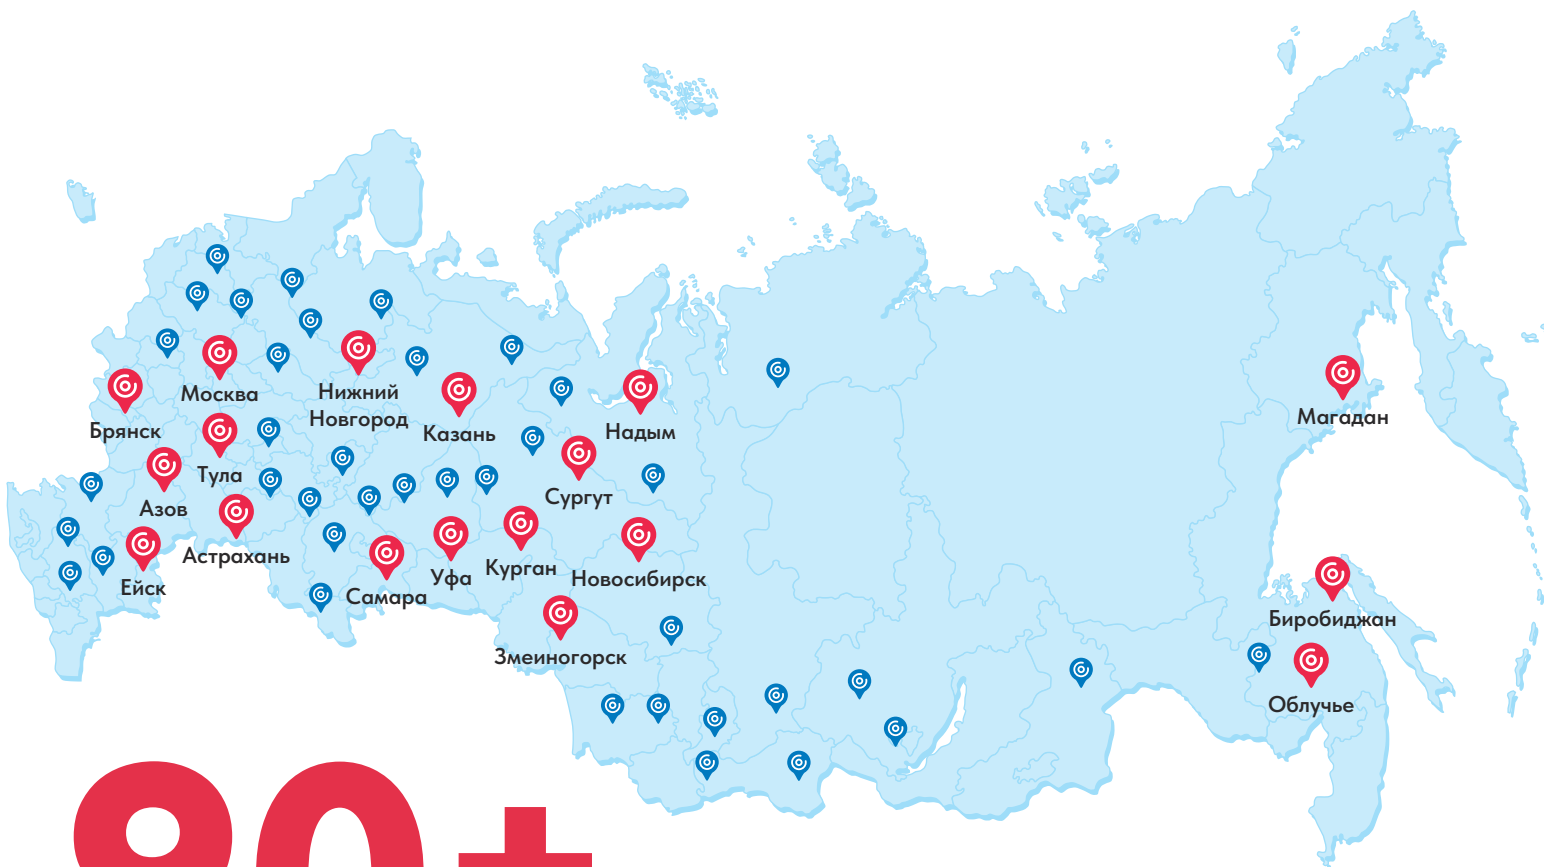 Москва
Нижний
Новгород
Брянск
Казань
Надым
Магадан
Тула
Азов
Сургут
Астрахань
Ейск
Самара
Уфа
Курган
Новосибирск
Биробиджан
Змеиногорск
Облучье
80+